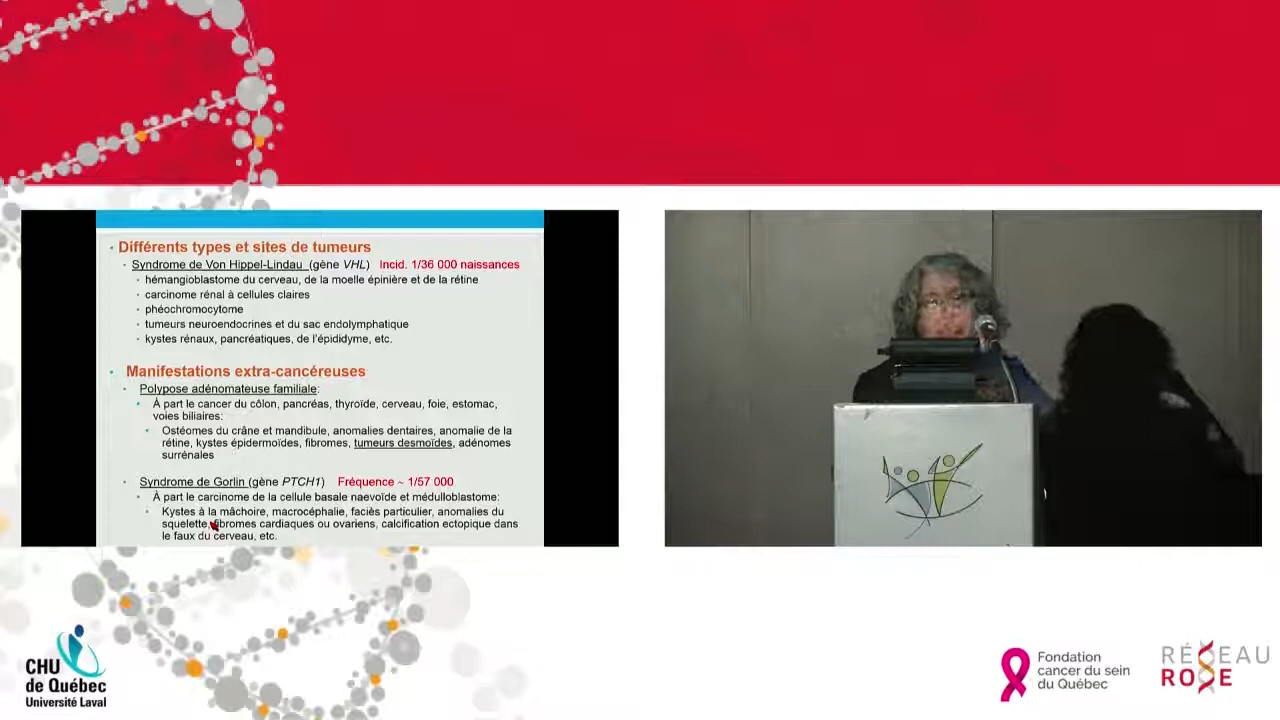 Différents types et sites de tumeurs
Syndrome de Von Hippel-Lindau (gène VHL) Incid. 1/36 000 naissances
hémangioblastome du cerveau, de la moelle épinière et de la rétine
carcinome rénal à cellules claires
phéochromocytome
tumeurs neuroendocrines et du sac endolymphatique
kystes rénaux, pancréatiques, de l'épididyme, etc.
Manifestations extra-cancéreuses
Polypose adénomateuse familiale:
À part le cancer du côlon, pancréas, thyroïde, cerveau, foie, estomac,
voies biliaires:
Ostéomes du crâne et mandibule, anomalies dentaires, anomalie de la
rétine, kystes épidermoïdes, fibromes, tumeurs desmoïdes, adénomes
surrénales
Syndrome de Gorlin (gène PTCH1) Fréquence ~ 1/57 000
À part le carcinome de la cellule basale naevoïde et médulloblastome:
Kystes à la mâchoire, macrocéphalie, faciès particulier, anomalies du
squelette, fibromes cardiaques ou ovariens, calcification ectopique dans
le faux du cerveau, etc.
CHU
de Québec
Université Laval
Fondation
cancer du sein
du Québec
RÉSEAU
ROSE